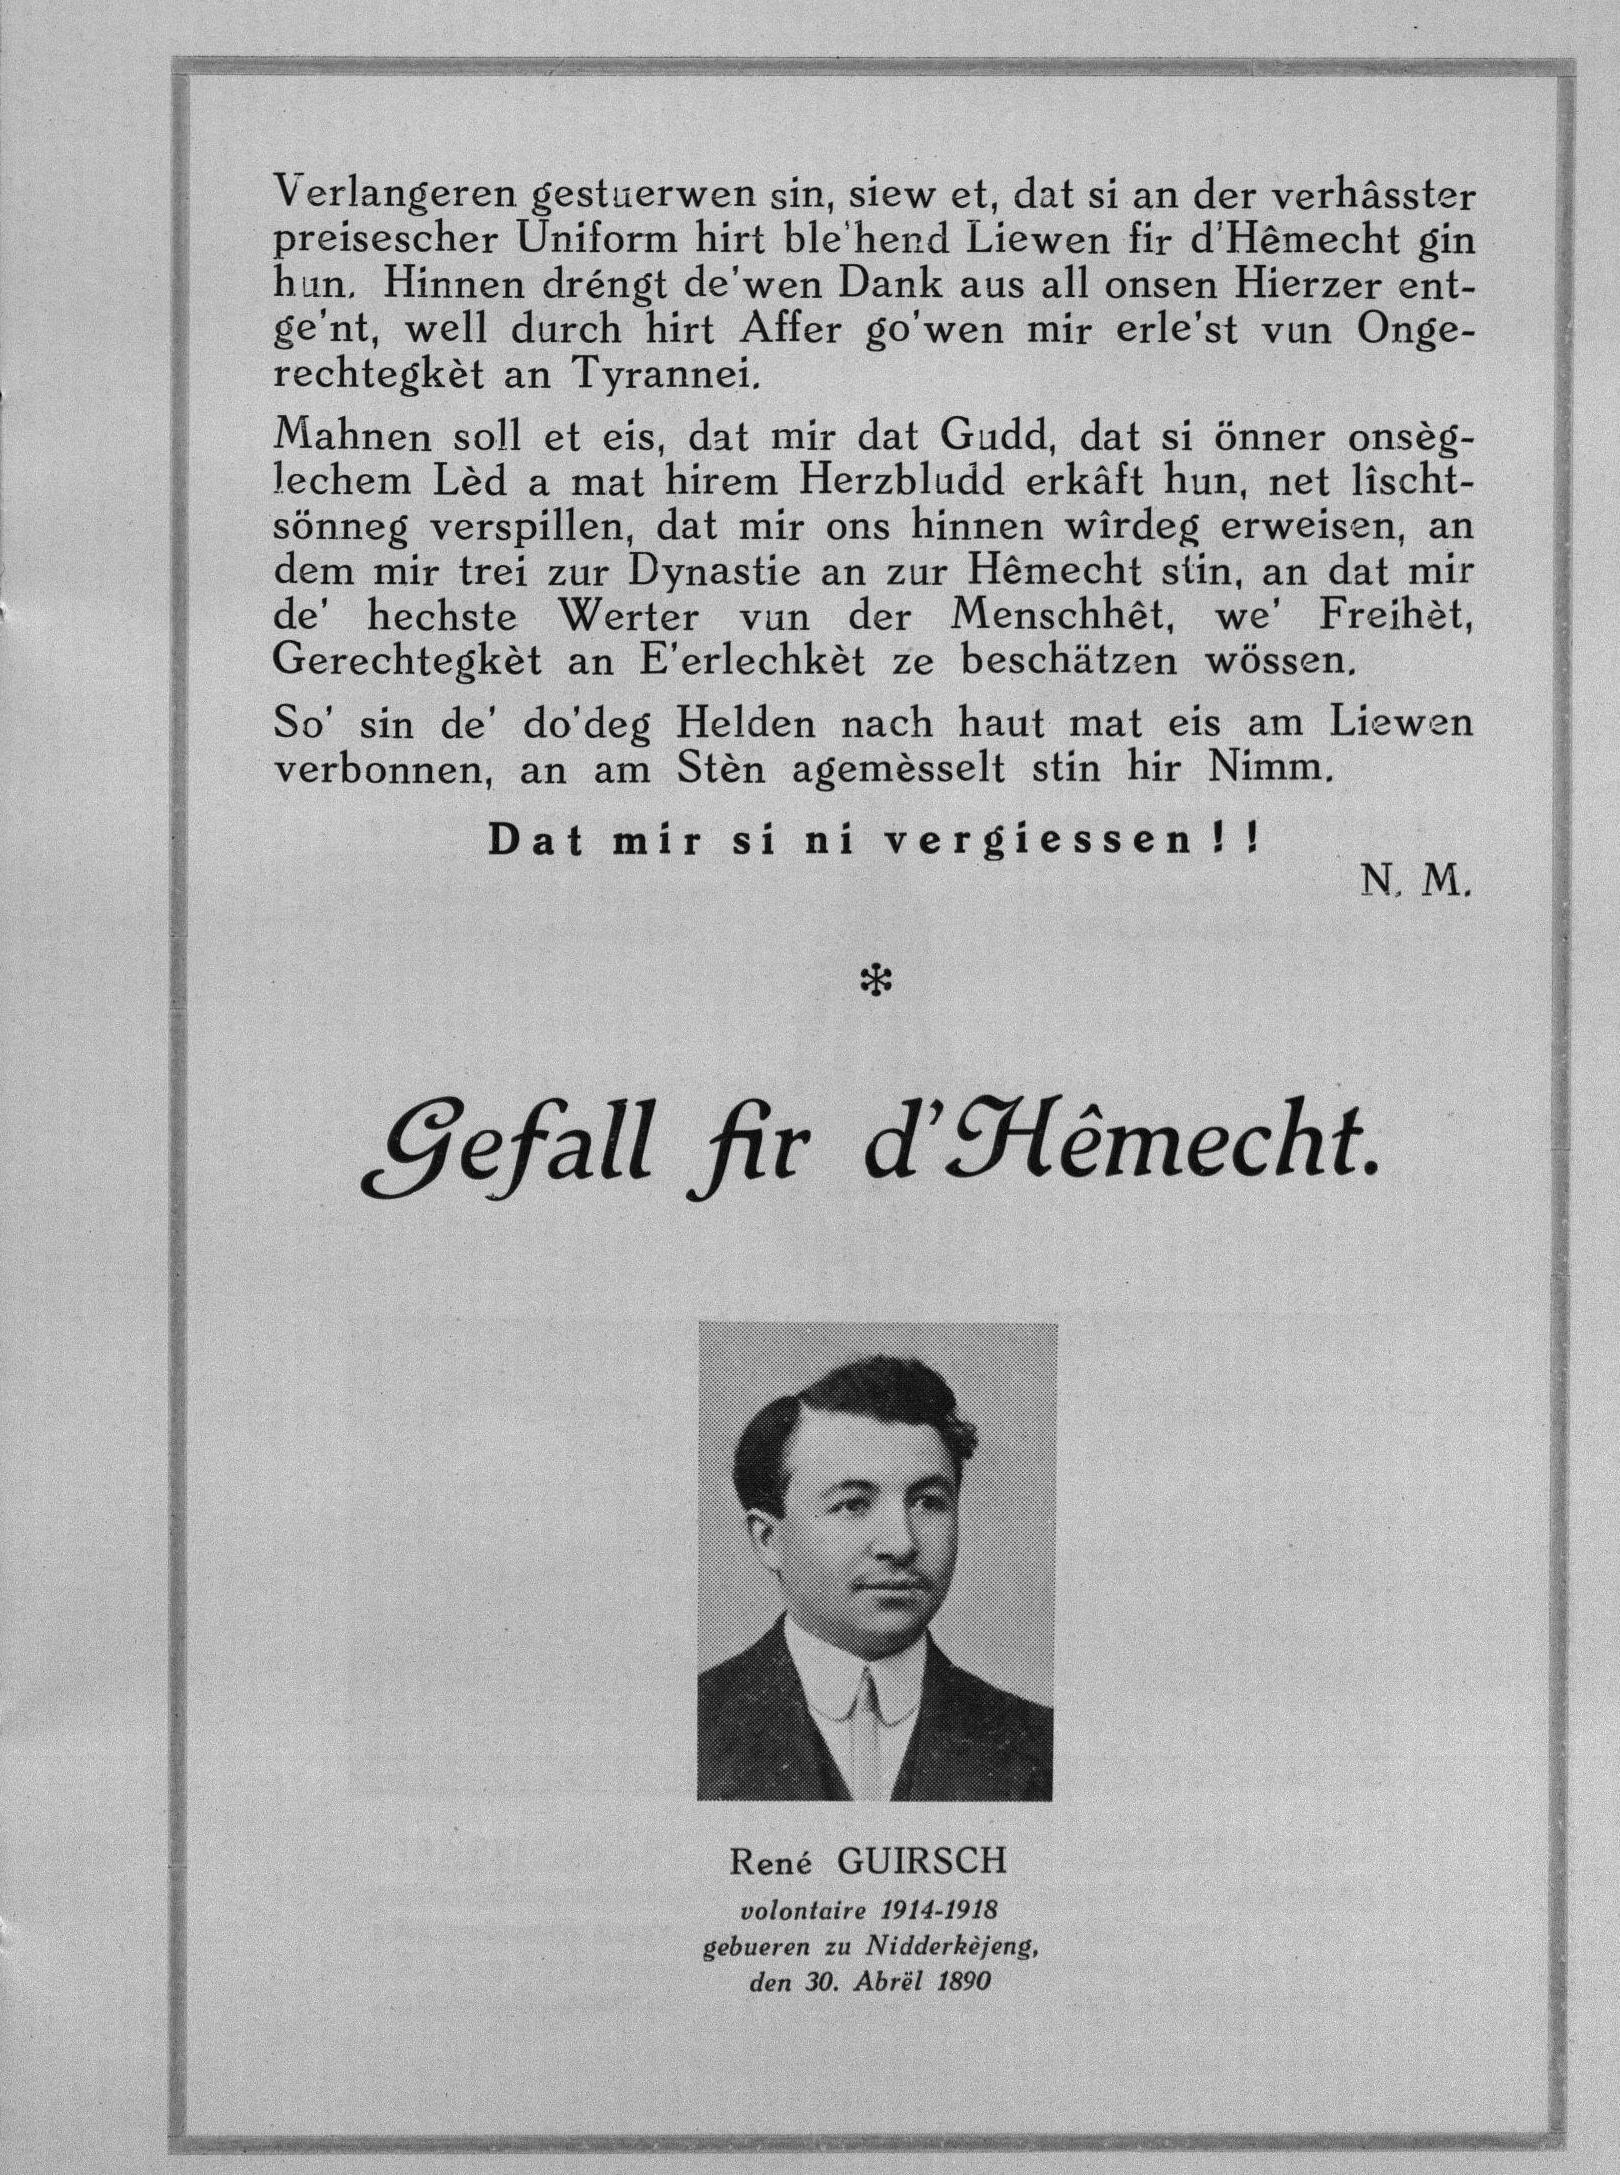 Verlangeren gestuerwen sin, siew et, dat si an der verhâsster
preisescher Uniform hirt ble'hend Liewen fir d'Hêmecht gin
hun. Hinnen dréngt de'wen Dank aus all onsen Hierzer ent-
ge'nt, well durch hirt Affer go'wen mir erle'st vun Onge-
rechtegkèt an Tyrannei.
Mahnen soll et eis, dat mir dat Gudd, dat si önner onsèg-
lechem Lèd a mat hirem Herzbludd erkâft hun, net lîscht-
sönneg verspillen, dat mir ons hinnen wîrdeg erweisen, an
dem mir trei zur Dynastie an zur Hêmecht stin, an dat mir
de' hechste Werter vun der Menschhêt, we' Freihèt,
Gerechtegkèt an E'erlechkèt ze beschätzen wössen.
So' sin de' do'deg Helden nach haut mat eis am Liewen
verbonnen, an am Stèn agemèsselt stin hir Nimm.
Dat mir si ni vergiessen!!
N. M.
*
Gefall fir d'Hêmecht.
René GUIRSCH
volontaire 1914-1918
gebueren zu Nidderkèjeng,
den 30. Abrël 1890